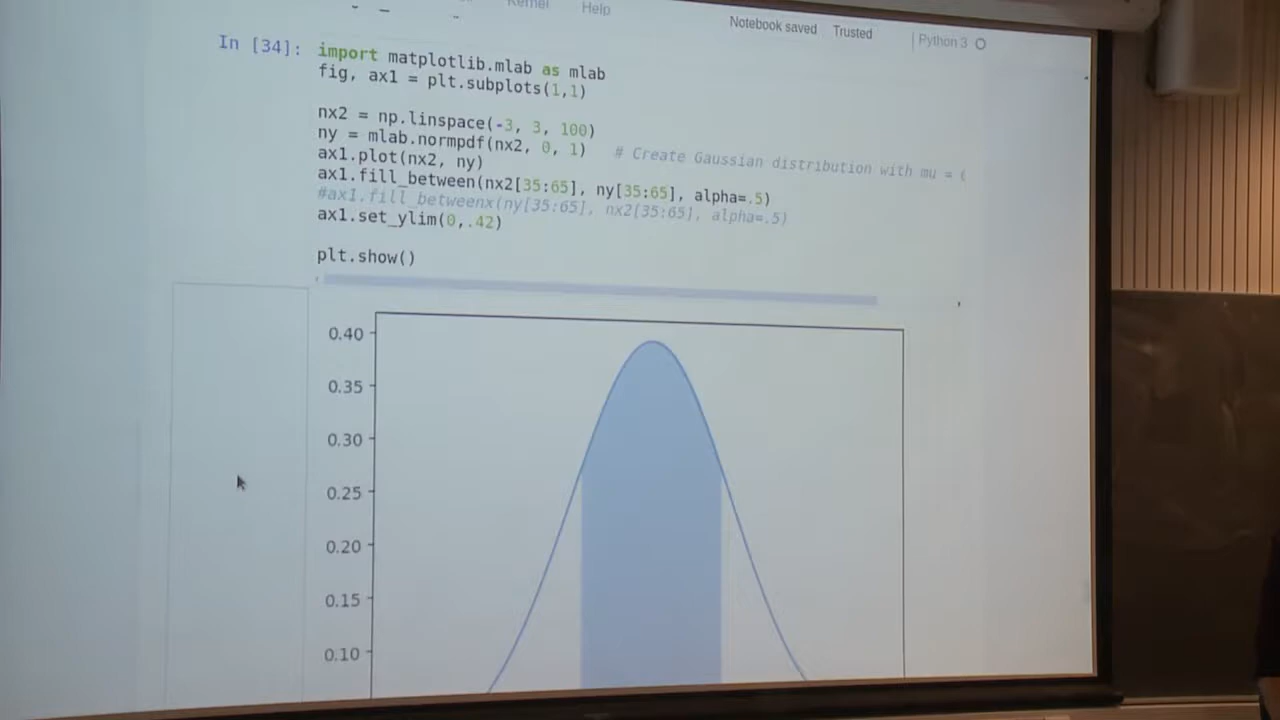 Kernel Help
Notebook saved Trusted Python 3
In [34]: import matplotlib.mlab as mlab
fig, ax1 = plt.subplots(1,1)
nx2 = np.linspace(-3, 3, 100)
ny = mlab.normpdf(nx2, 0, 1) # Create Gaussian distribution with mu =
ax1.plot(nx2, ny)
ax1.fill_between(nx2[35:65], ny[35:65], alpha=.5)
#ax1.fill_betweenx(ny[35:65], nx2[35:65], alpha=.5)
ax1.set_ylim(0,.42)
plt.show()
0.40
0.35
0.30
0.25
0.20
0.15
0.10